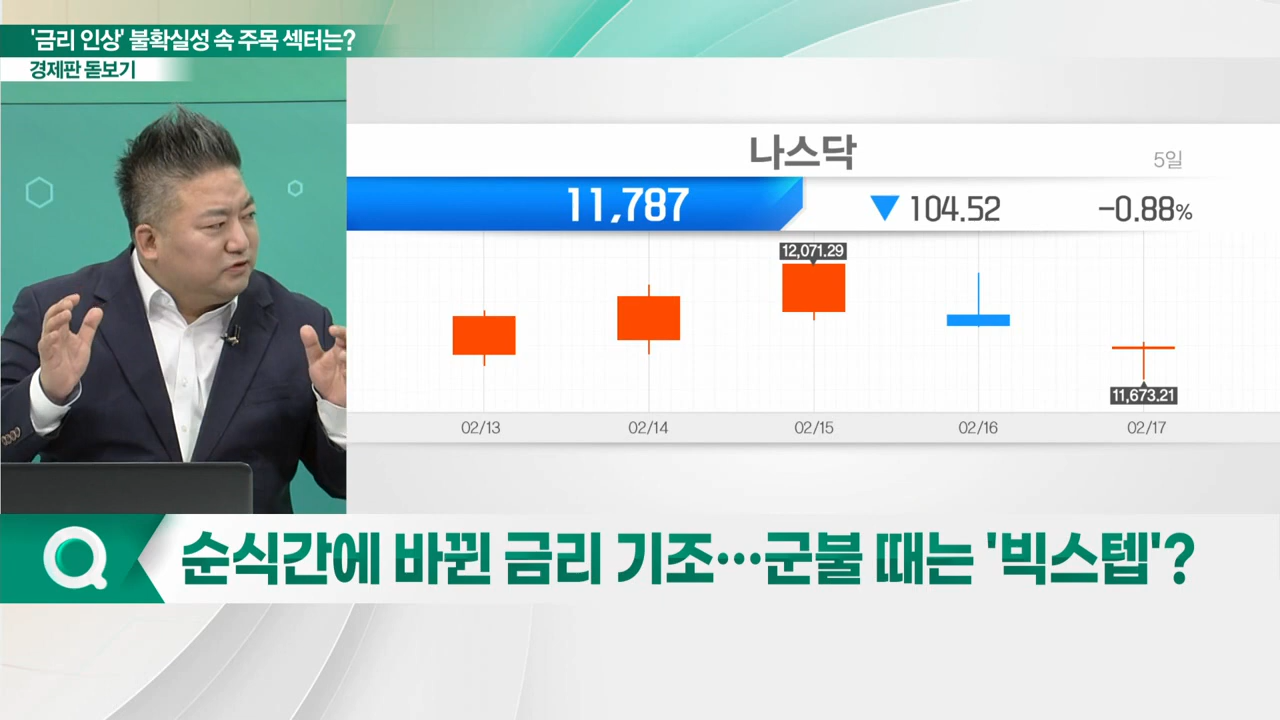 '금리 인상' 불확실성 속 주목 섹터는?
경제판 돋보기
나스닥
5일
11,787 ▼ 104.52 -0.88%
12,071.29
11,673.21
02/13 02/14 02/15 02/16 02/17
Q 순식간에 바뀐 금리 기조…군불 때는 '빅스텝'?